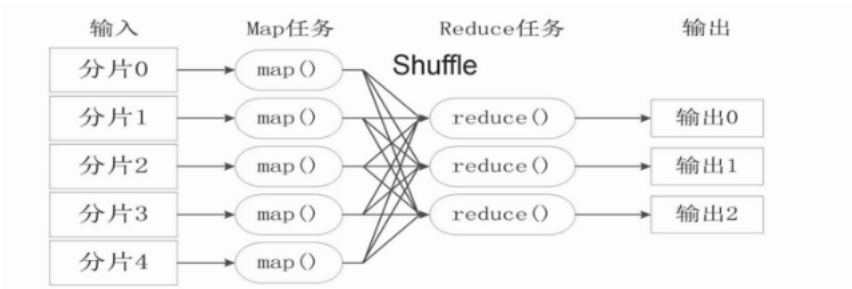 输入 Map任务 Reduce任务 输出
Shuffle
分片0 map()
分片1 map() reduce() 输出0
分片2 map() reduce() 输出1
分片3 map() reduce() 输出2
分片4 map()